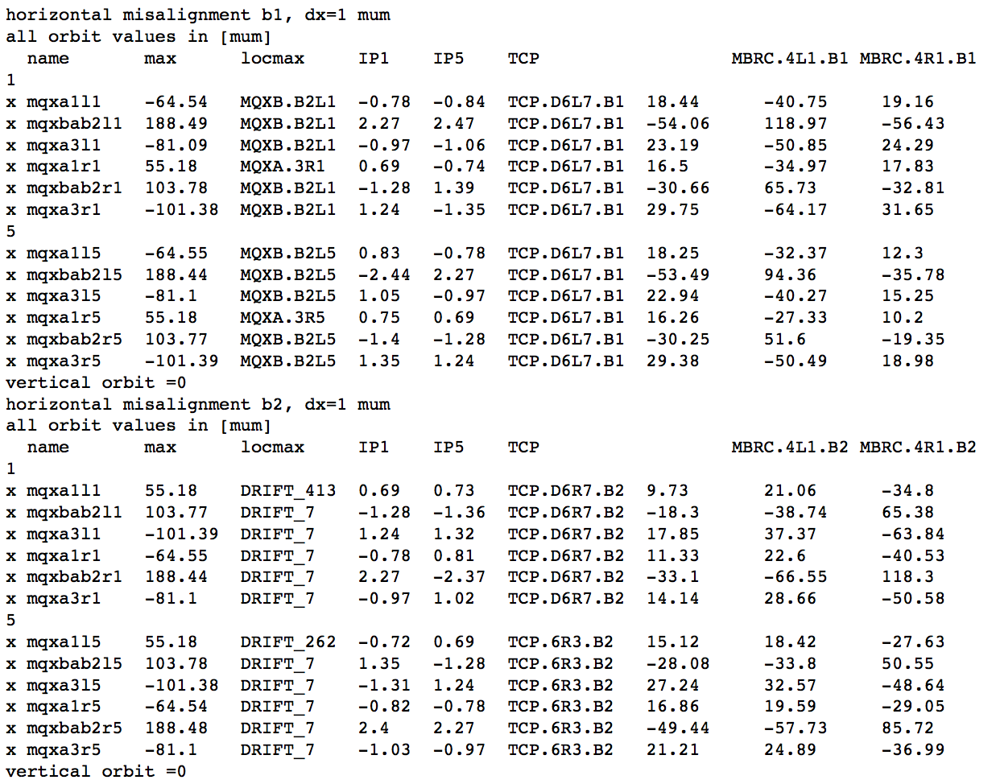 horizontal misalignment b1, dx=1 mum
all orbit values in [mum]
name max locmax IP1 IP5 TCP MBRC.4L1.B1 MBRC.4R1.B1
1
x mqxa1l1 -64.54 MQXB.B2L1 -0.78 -0.84 TCP.D6L7.B1 18.44 -40.75 19.16
x mqxbab2l1 188.49 MQXB.B2L1 2.27 2.47 TCP.D6L7.B1 -54.06 118.97 -56.43
x mqxa3l1 -81.09 MQXB.B2L1 -0.97 -1.06 TCP.D6L7.B1 23.19 -50.85 24.29
x mqxa1r1 55.18 MQXA.3R1 0.69 -0.74 TCP.D6L7.B1 16.5 -34.97 17.83
x mqxbab2r1 103.78 MQXB.B2L1 -1.28 1.39 TCP.D6L7.B1 -30.66 65.73 -32.81
x mqxa3r1 -101.38 MQXB.B2L1 1.24 -1.35 TCP.D6L7.B1 29.75 -64.17 31.65
5
x mqxa1l5 -64.55 MQXB.B2L5 0.83 -0.78 TCP.D6L7.B1 18.25 -32.37 12.3
x mqxbab2l5 188.44 MQXB.B2L5 -2.44 2.27 TCP.D6L7.B1 -53.49 94.36 -35.78
x mqxa3l5 -81.1 MQXB.B2L5 1.05 -0.97 TCP.D6L7.B1 22.94 -40.27 15.25
x mqxa1r5 55.18 MQXA.3R5 0.75 0.69 TCP.D6L7.B1 16.26 -27.33 10.2
x mqxbab2r5 103.77 MQXB.B2L5 -1.4 -1.28 TCP.D6L7.B1 -30.25 51.6 -19.35
x mqxa3r5 -101.39 MQXB.B2L5 1.35 1.24 TCP.D6L7.B1 29.38 -50.49 18.98
vertical orbit =0
horizontal misalignment b2, dx=1 mum
all orbit values in [mum]
name max locmax IP1 IP5 TCP MBRC.4L1.B2 MBRC.4R1.B2
1
x mqxa1l1 55.18 DRIFT_413 0.69 0.73 TCP.D6R7.B2 9.73 21.06 -34.8
x mqxbab2l1 103.77 DRIFT_7 -1.28 -1.36 TCP.D6R7.B2 -18.3 -38.74 65.38
x mqxa3l1 -101.39 DRIFT_7 1.24 1.32 TCP.D6R7.B2 17.85 37.37 -63.84
x mqxa1r1 -64.55 DRIFT_7 -0.78 0.81 TCP.D6R7.B2 11.33 22.6 -40.53
x mqxbab2r1 188.44 DRIFT_7 2.27 -2.37 TCP.D6R7.B2 -33.1 -66.55 118.3
x mqxa3r1 -81.1 DRIFT_7 -0.97 1.02 TCP.D6R7.B2 14.14 28.66 -50.58
5
x mqxa1l5 55.18 DRIFT_262 -0.72 0.69 TCP.6R3.B2 15.12 18.42 -27.63
x mqxbab2l5 103.78 DRIFT_7 1.35 -1.28 TCP.6R3.B2 -28.08 -33.8 50.55
x mqxa3l5 -101.38 DRIFT_7 -1.31 1.24 TCP.6R3.B2 27.24 32.57 -48.64
x mqxa1r5 -64.54 DRIFT_7 -0.82 -0.78 TCP.6R3.B2 16.86 19.59 -29.05
x mqxbab2r5 188.48 DRIFT_7 2.4 2.27 TCP.6R3.B2 -49.44 -57.73 85.72
x mqxa3r5 -81.1 DRIFT_7 -1.03 -0.97 TCP.6R3.B2 21.21 24.89 -36.99
vertical orbit =0